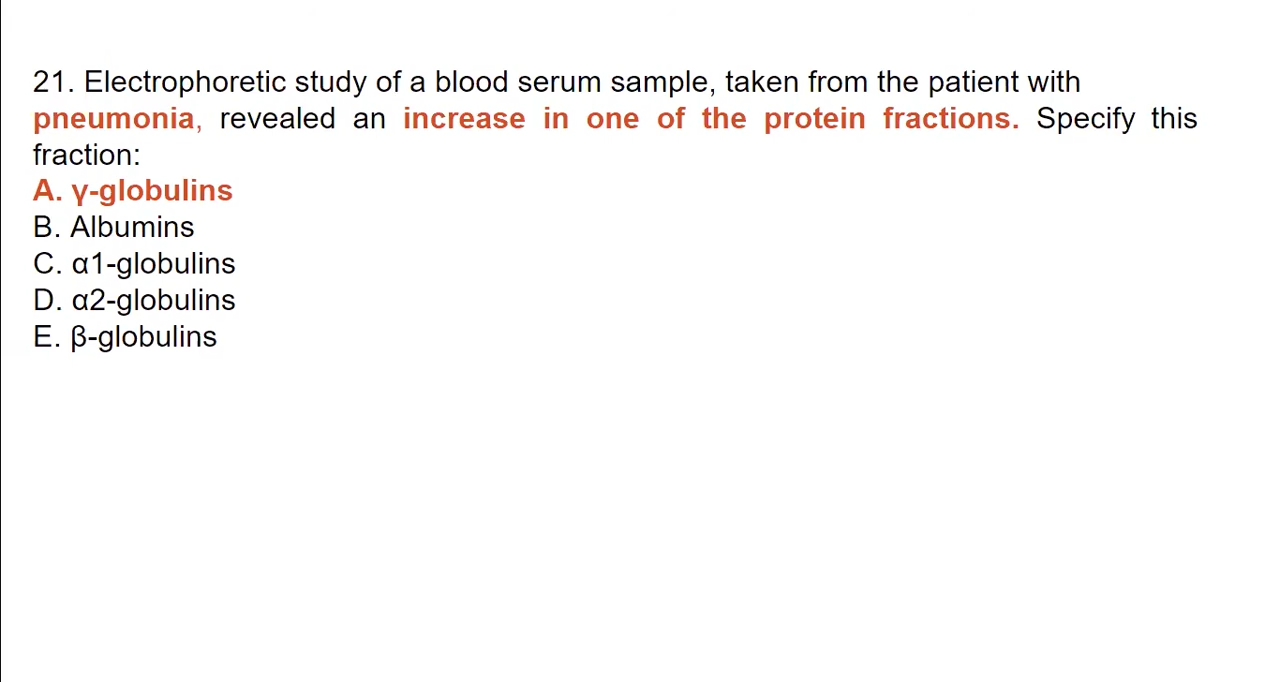 21. Electrophoretic study of a blood serum sample, taken from the patient with
pneumonia, revealed an increase in one of the protein fractions. Specify this
fraction:
A. γ-globulins
B. Albumins
C. α1-globulins
D. α2-globulins
E. β-globulins